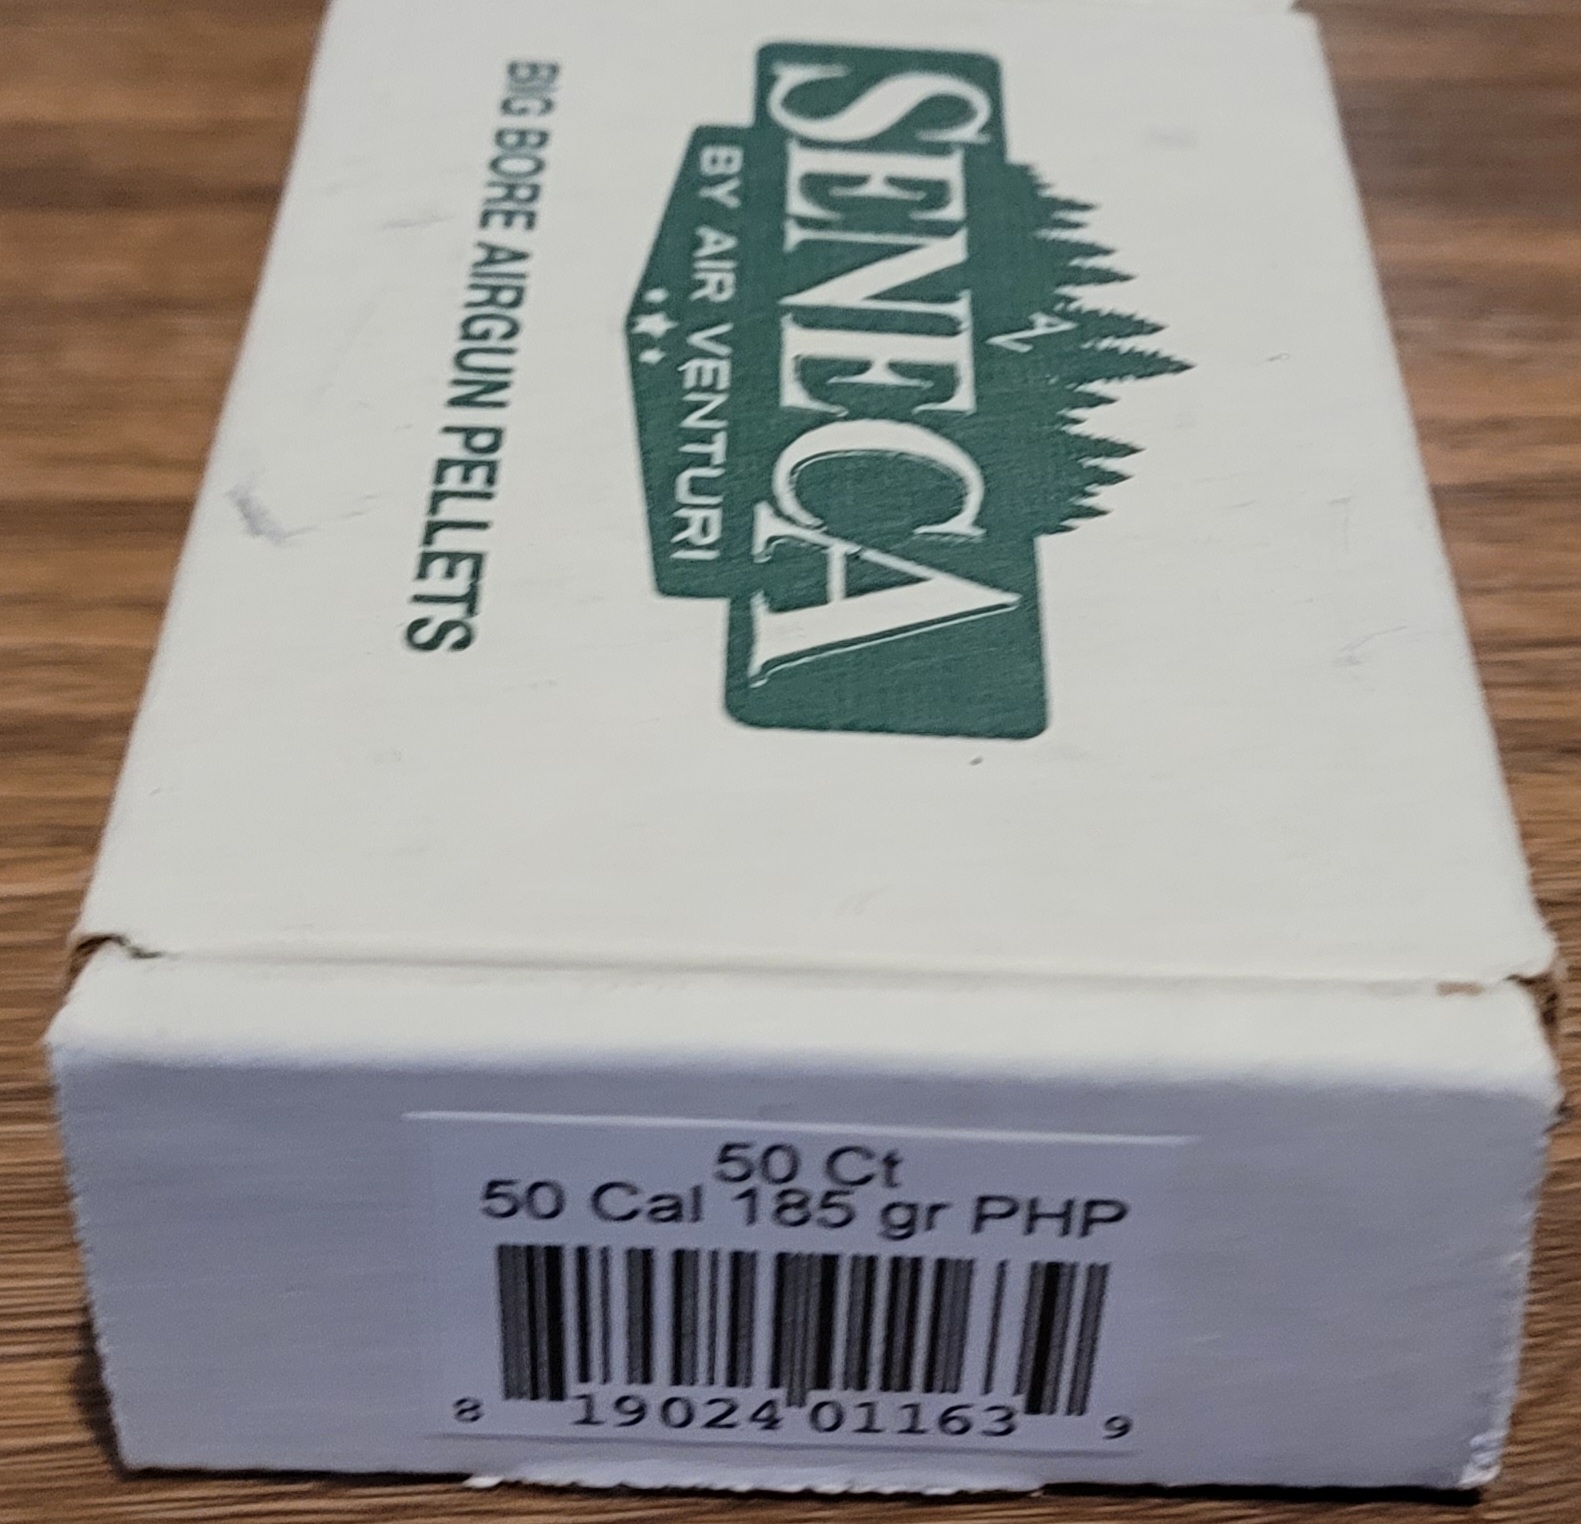 SENECA
BY AIR VENTURI
BIG BORE AIRGUN PELLETS
50 Ct
50 Cal 185 gr PHP
8 19024 01163 9